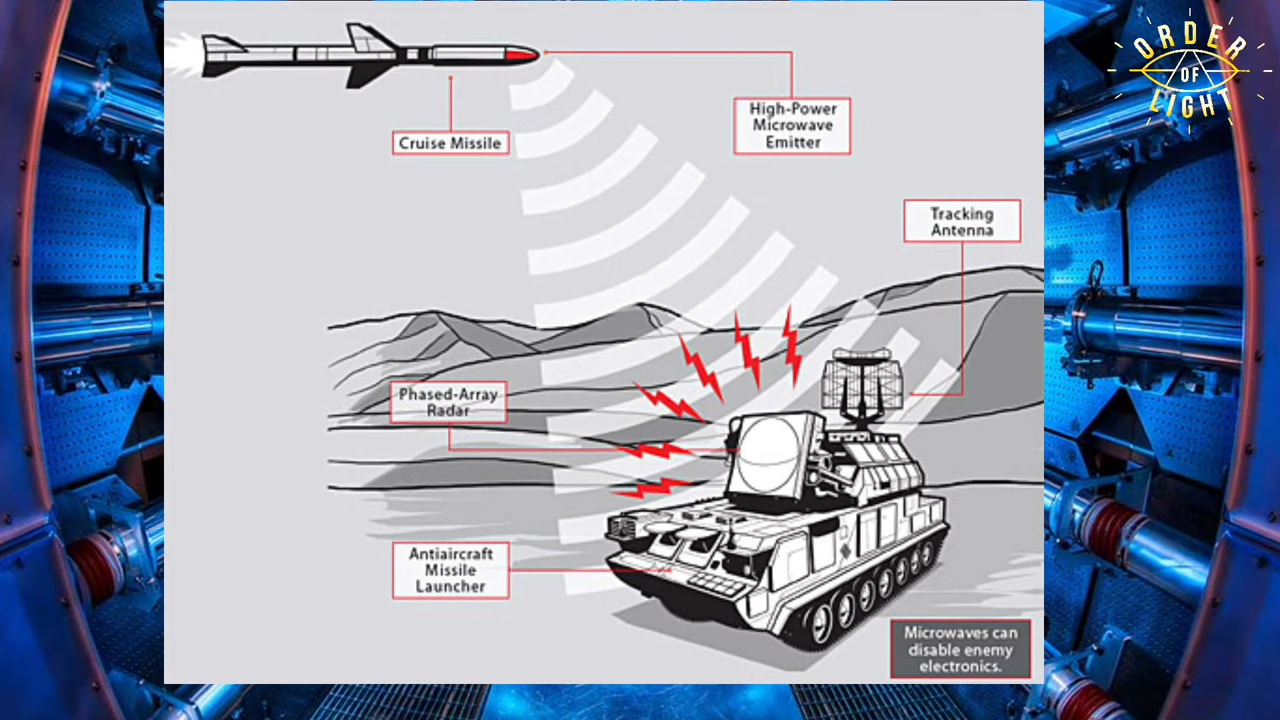 ORDER
OF
LIGHT
High-Power
Microwave
Emitter
Cruise Missile
Tracking
Antenna
Phased-Array
Radar
Antiaircraft
Missile
Launcher
Microwaves can
disable enemy
electronics.